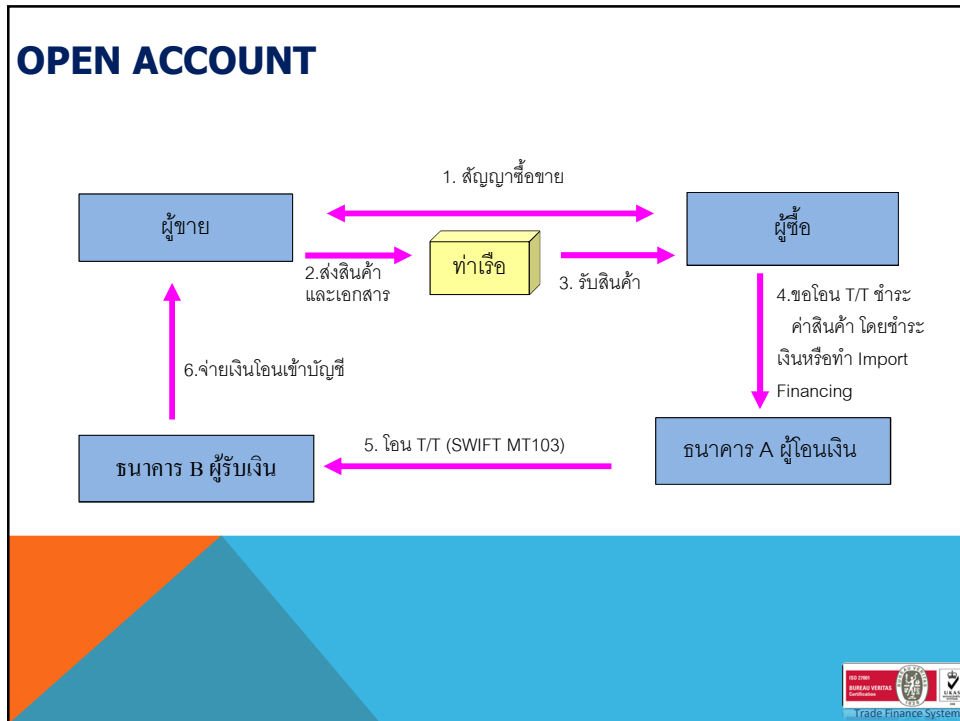 OPEN ACCOUNT
1. สัญญาซื้อขาย
ผู้ขาย
ผู้ซื้อ
ท่าเรือ
2.ส่งสินค้า
และเอกสาร
3. รับสินค้า
4.ขอโอน T/T ชำระ
ค่าสินค้า โดยชำระ
เงินหรือทำ Import
Financing
6.จ่ายเงินโอนเข้าบัญชี
5. โอน T/T (SWIFT MT103)
ธนาคาร A ผู้โอนเงิน
ธนาคาร B ผู้รับเงิน
ISO 27001
BUREAU VERITAS
Certification
UKAS
Trade Finance System